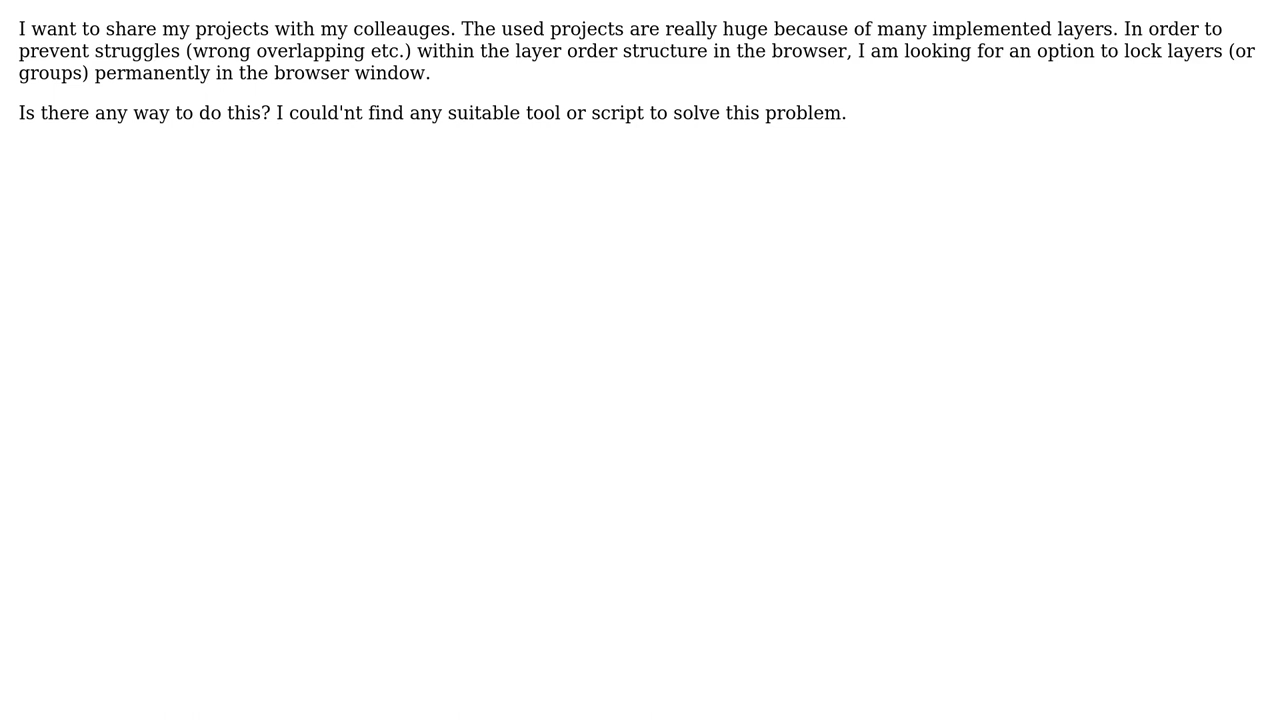 I want to share my projects with my colleauges. The used projects are really huge because of many implemented layers. In order to
prevent struggles (wrong overlapping etc.) within the layer order structure in the browser, I am looking for an option to lock layers (or
groups) permanently in the browser window.
Is there any way to do this? I could'nt find any suitable tool or script to solve this problem.